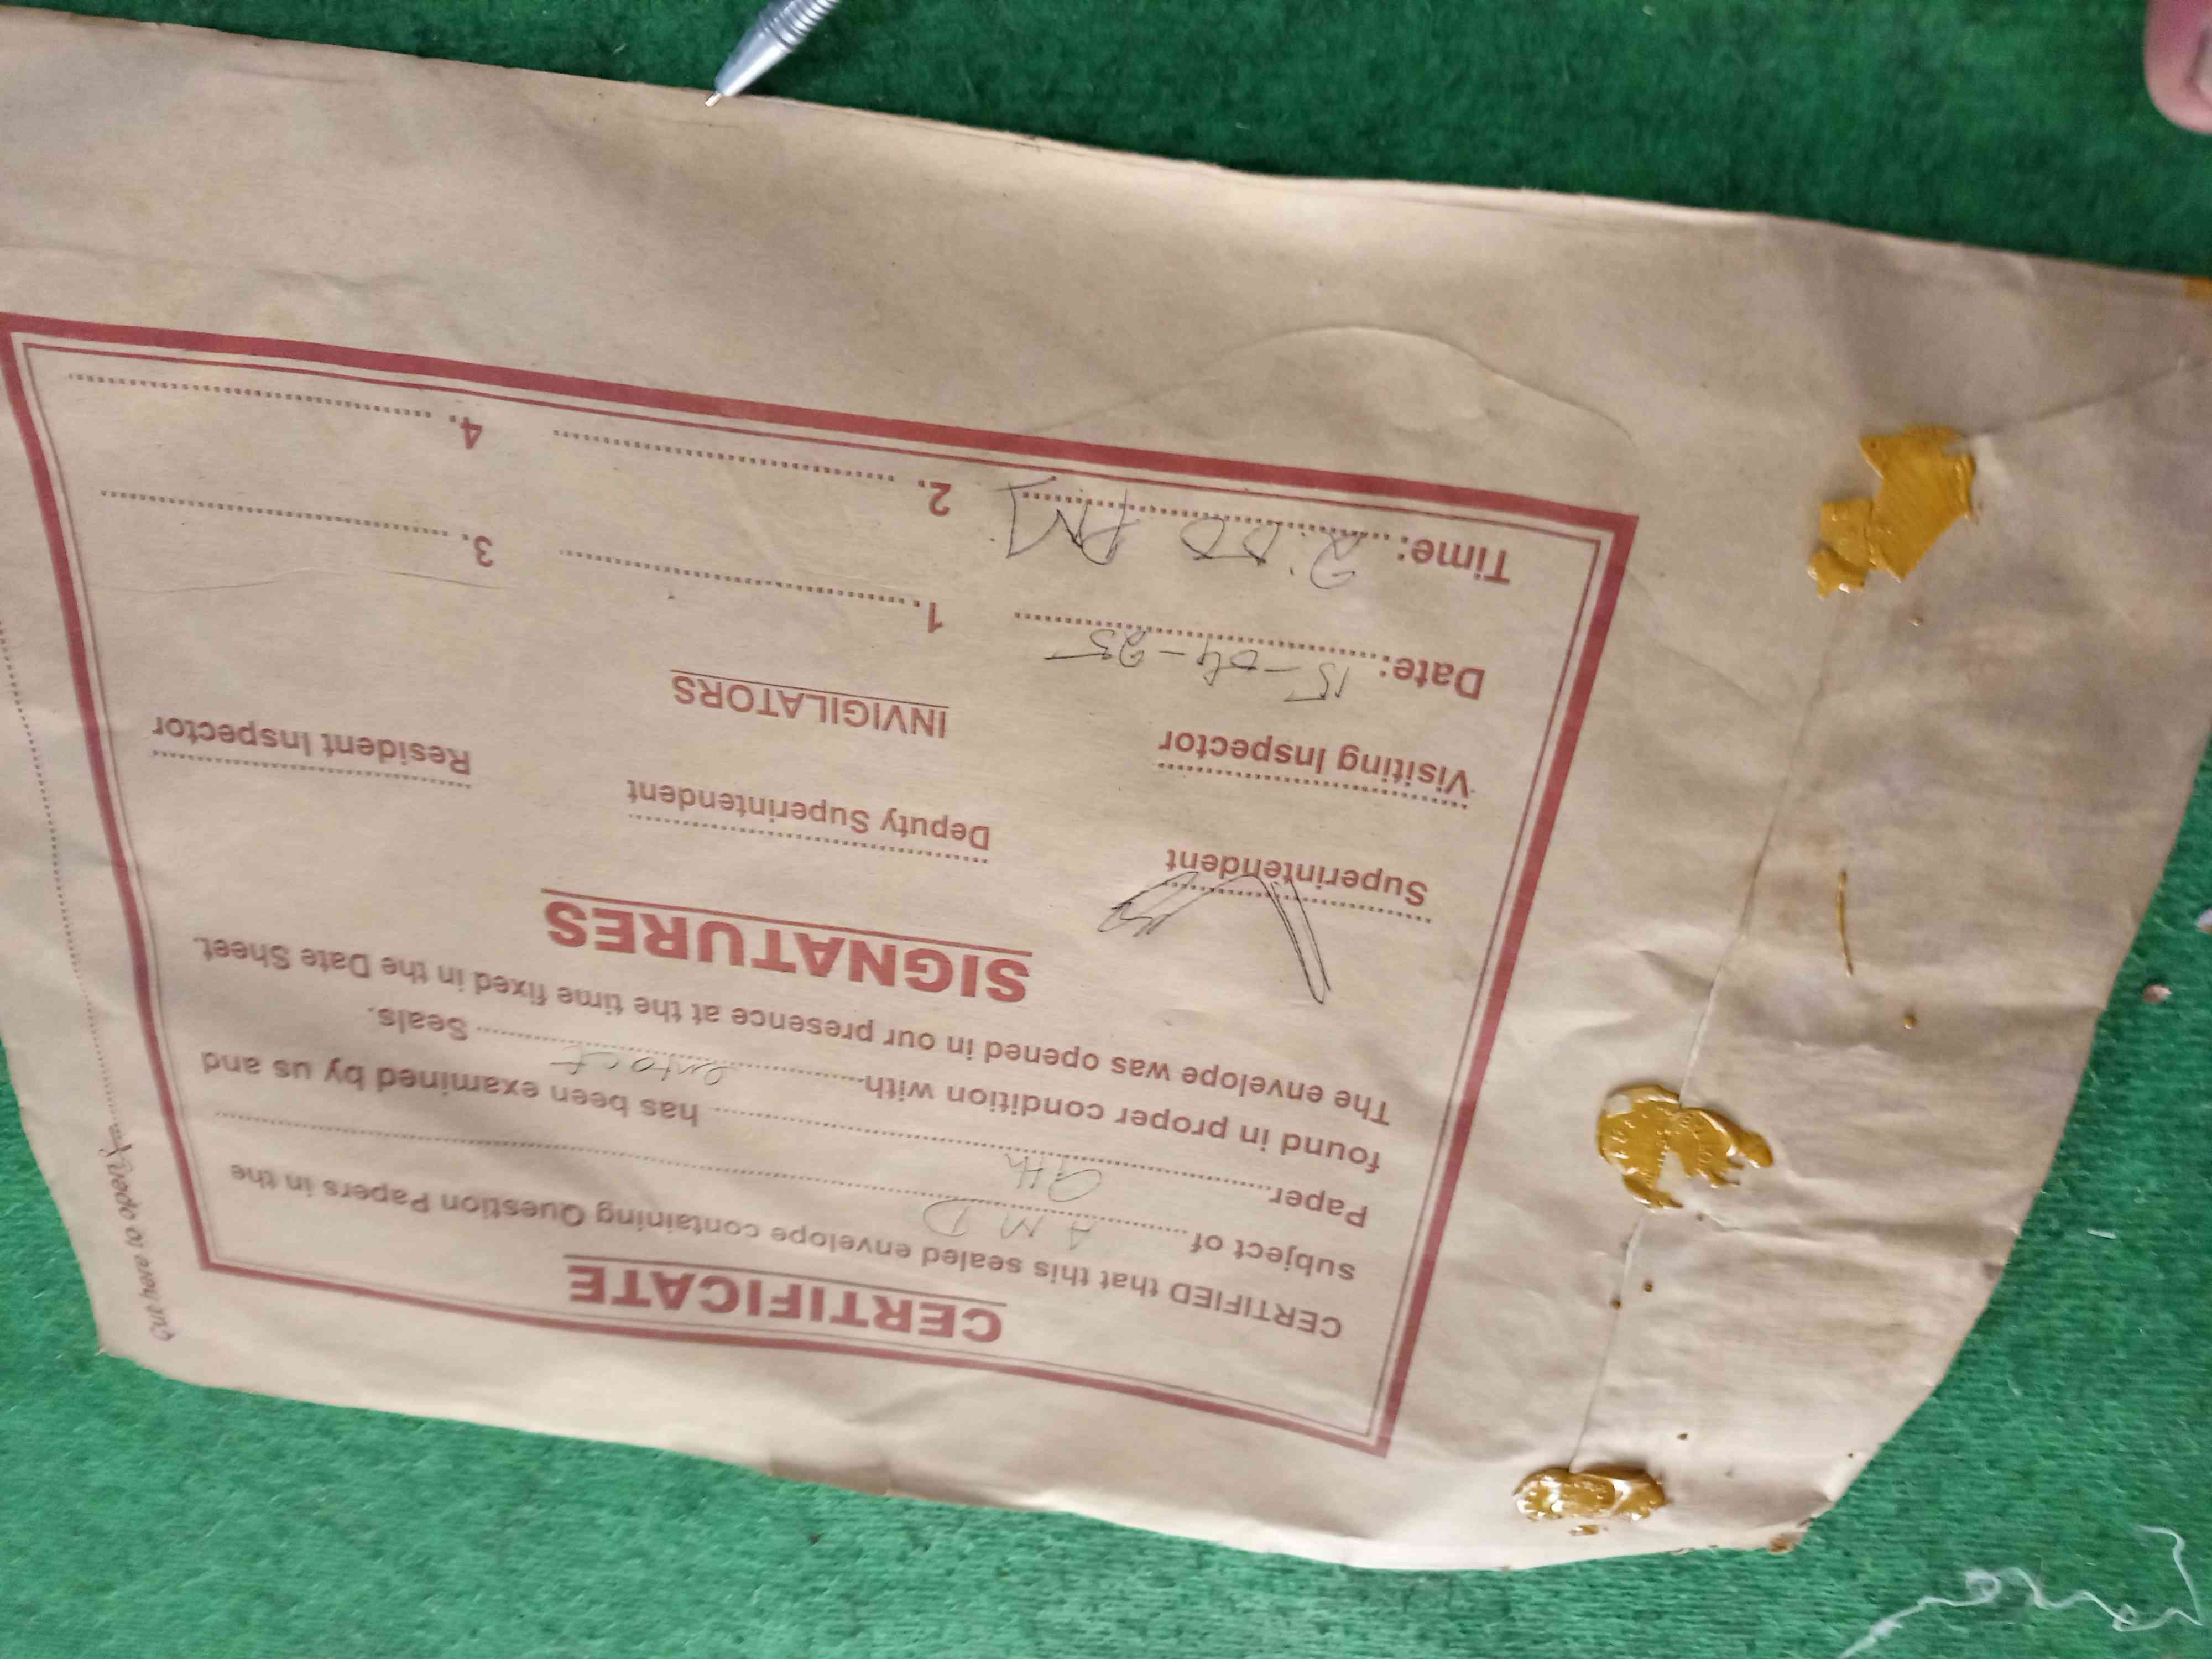 CERTIFICATE
CERTIFIED that this sealed envelope containing Question Papers in the
subject of A M D
Paper 9th has been examined by us and
found in proper condition with entact Seals.
The envelope was opened in our presence at the time fixed in the Date Sheet.
SIGNATURES
Superintendent Deputy Superintendent Resident Inspector
Visiting Inspector
INVIGILATORS
Date: 15-04-25 1. 3.
Time: 2:00 PM 2. 4.
Cut here to open